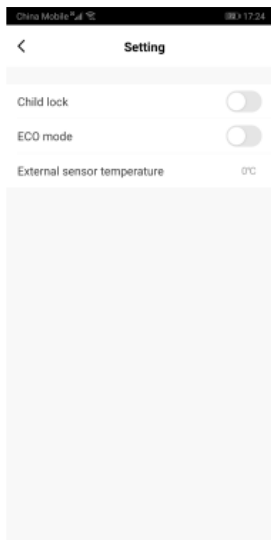 China Mobile 17:24
Setting
Child lock
ECO mode
External sensor temperature 0℃